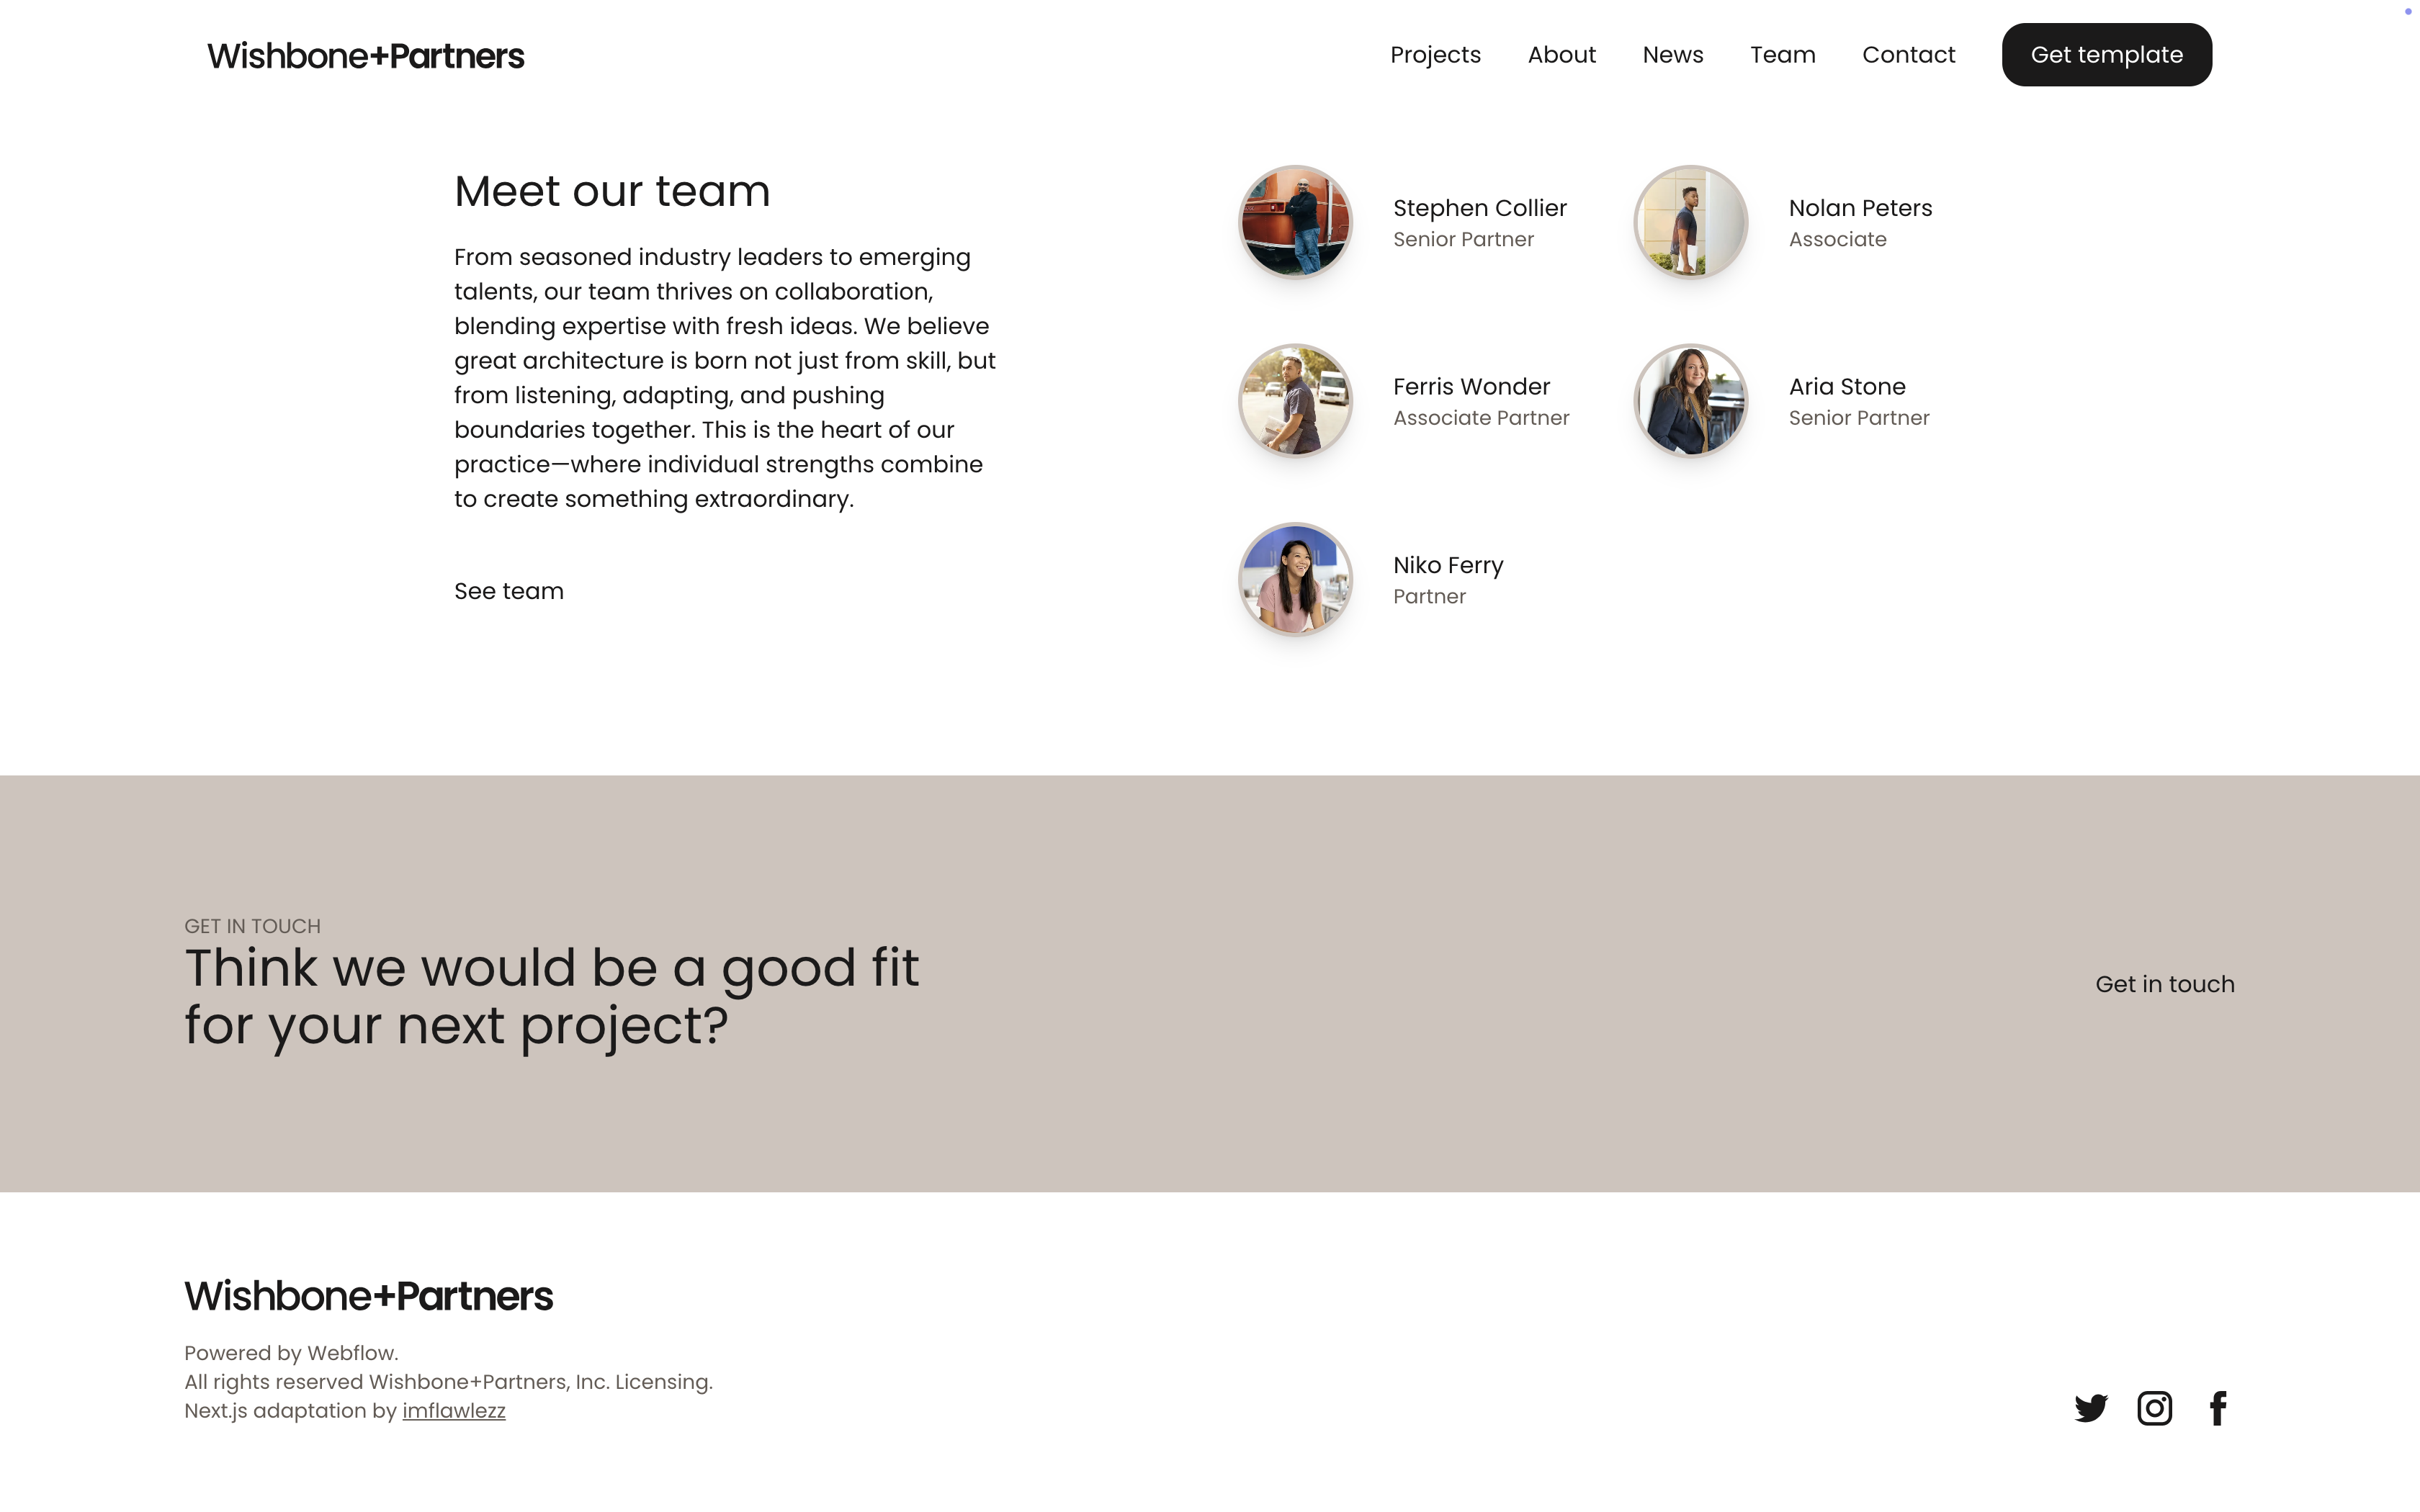 Wishbone+Partners
Projects
About
News
Team
Contact
Get template
Meet our team
From seasoned industry leaders to emerging
talents, our team thrives on collaboration,
blending expertise with fresh ideas. We believe
great architecture is born not just from skill, but
from listening, adapting, and pushing
boundaries together. This is the heart of our
practice—where individual strengths combine
to create something extraordinary.
See team
Stephen Collier
Senior Partner
Nolan Peters
Associate
Ferris Wonder
Associate Partner
Aria Stone
Senior Partner
Niko Ferry
Partner
GET IN TOUCH
Think we would be a good fit
for your next project?
Get in touch
Wishbone+Partners
Powered by Webflow.
All rights reserved Wishbone+Partners, Inc. Licensing.
Next.js adaptation by imflawlezz